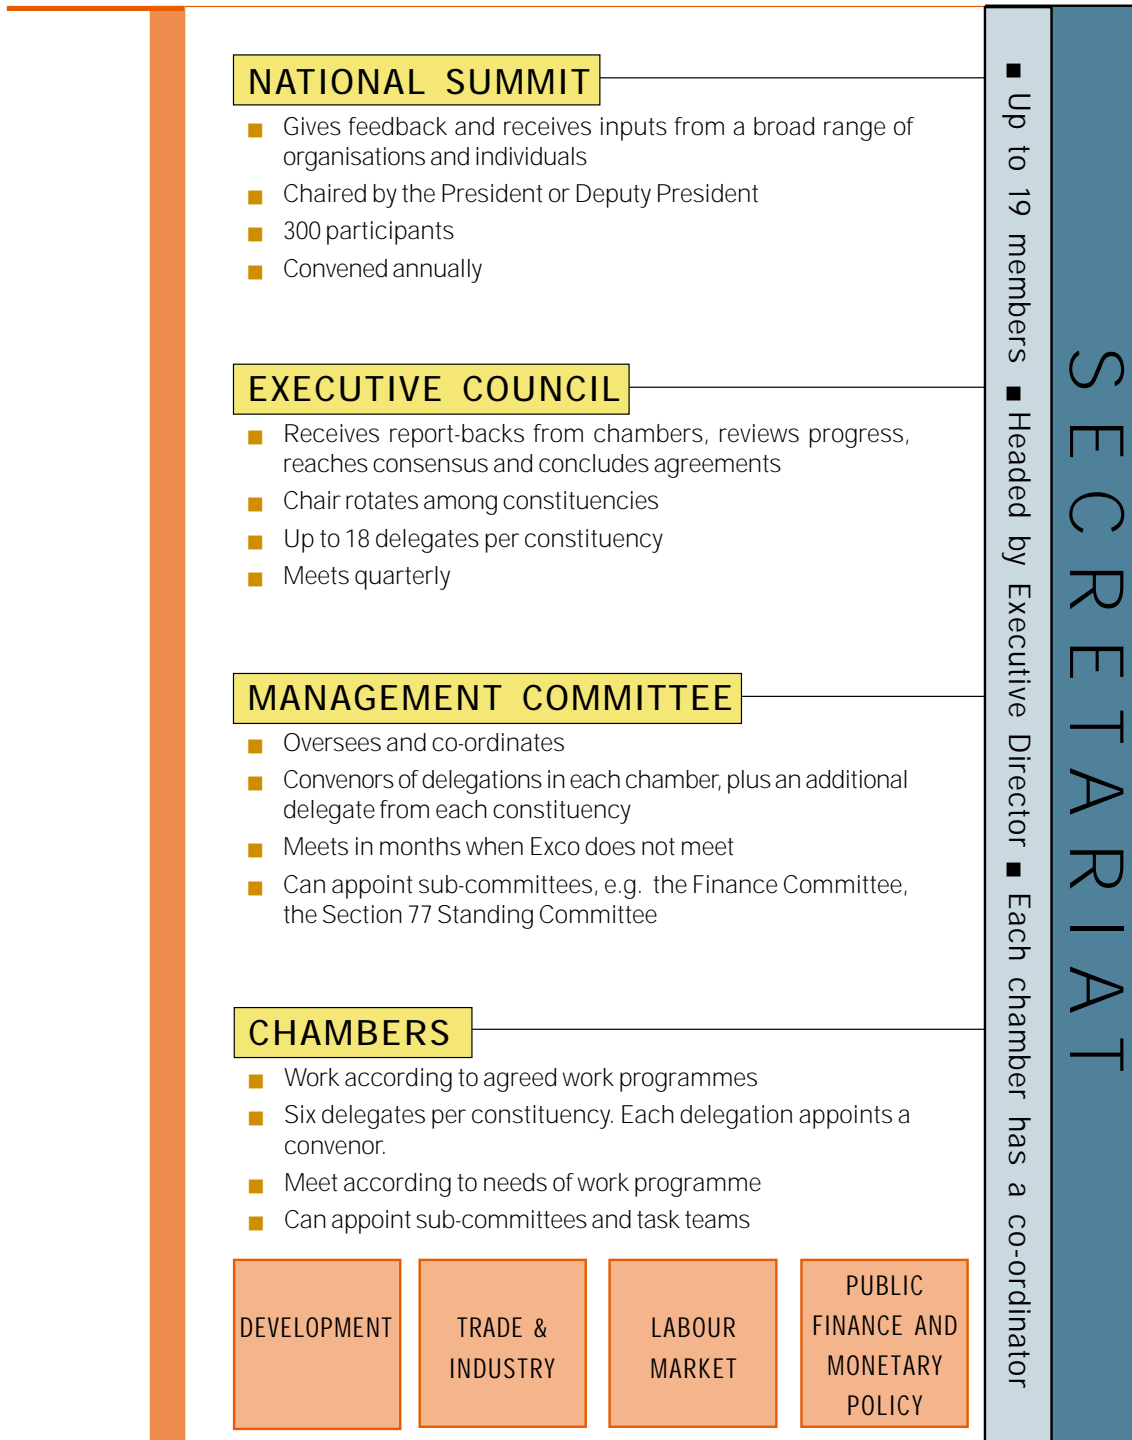 NATIONAL SUMMIT
■ Gives feedback and receives inputs from a broad range of
organisations and individuals
■ Chaired by the President or Deputy President
■ 300 participants
■ Convened annually
EXECUTIVE COUNCIL
■ Receives report-backs from chambers, reviews progress,
reaches consensus and concludes agreements
■ Chair rotates among constituencies
■ Up to 18 delegates per constituency
■ Meets quarterly
MANAGEMENT COMMITTEE
■ Oversees and co-ordinates
■ Convenors of delegations in each chamber, plus an additional
delegate from each constituency
■ Meets in months when Exco does not meet
■ Can appoint sub-committees, e.g. the Finance Committee,
the Section 77 Standing Committee
CHAMBERS
■ Work according to agreed work programmes
■ Six delegates per constituency. Each delegation appoints a
convenor.
■ Meet according to needs of work programme
■ Can appoint sub-committees and task teams
DEVELOPMENT
TRADE &
INDUSTRY
LABOUR
MARKET
PUBLIC
FINANCE AND
MONETARY
POLICY
■ Up to 19 members ■ Headed by Executive Director ■ Each chamber has a co-ordinator
SECRETARIAT